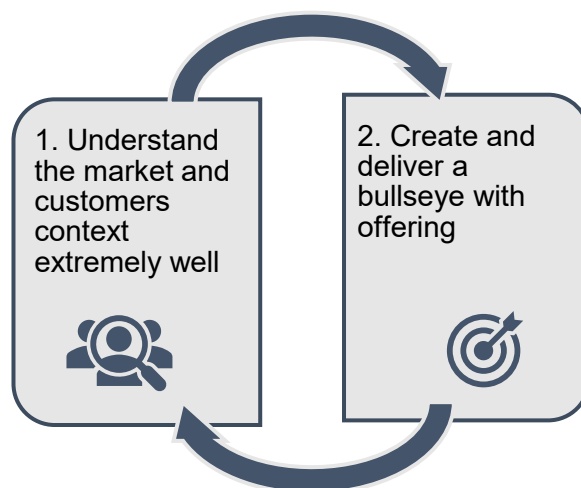 1. Understand
the market and
customers
context
extremely well
2. Create and
deliver a
bullseye with
offering